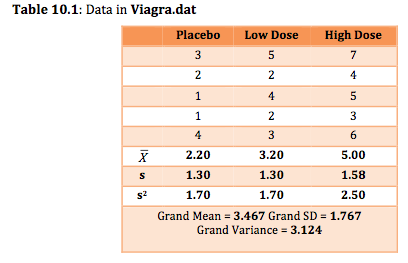 Table 10.1: Data in Viagra.dat
Placebo Low Dose High Dose
3 5 7
2 2 4
1 4 5
1 2 3
4 3 6
X̅ 2.20 3.20 5.00
s 1.30 1.30 1.58
s² 1.70 1.70 2.50
Grand Mean = 3.467 Grand SD = 1.767
Grand Variance = 3.124